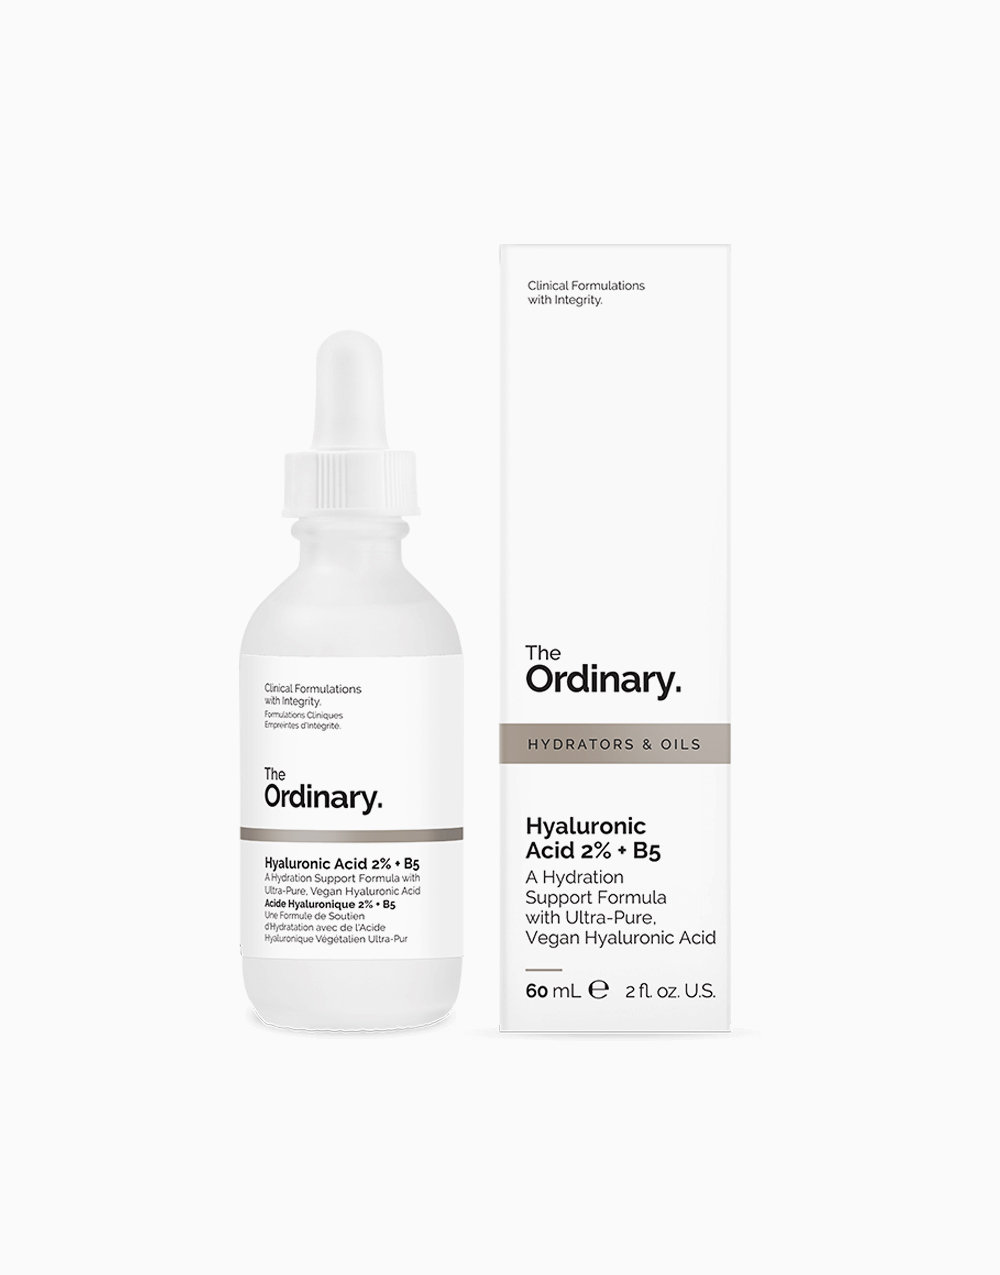 Clinical Formulations
with Integrity.
Formulations Cliniques
Empreintes d'Intégrité.
The
Ordinary.
Hyaluronic Acid 2% + B5
A Hydration Support Formula with
Ultra-Pure, Vegan Hyaluronic Acid
Acide Hyaluronique 2% + B5
Une Formule de Soutien
d'Hydratation avec de l'Acide
Hyaluronique Végétalien Ultra-Pur
Clinical Formulations
with Integrity.
The
Ordinary.
HYDRATORS & OILS
Hyaluronic
Acid 2% + B5
A Hydration
Support Formula
with Ultra-Pure,
Vegan Hyaluronic Acid
60 mL ℮ 2 fl. oz. U.S.